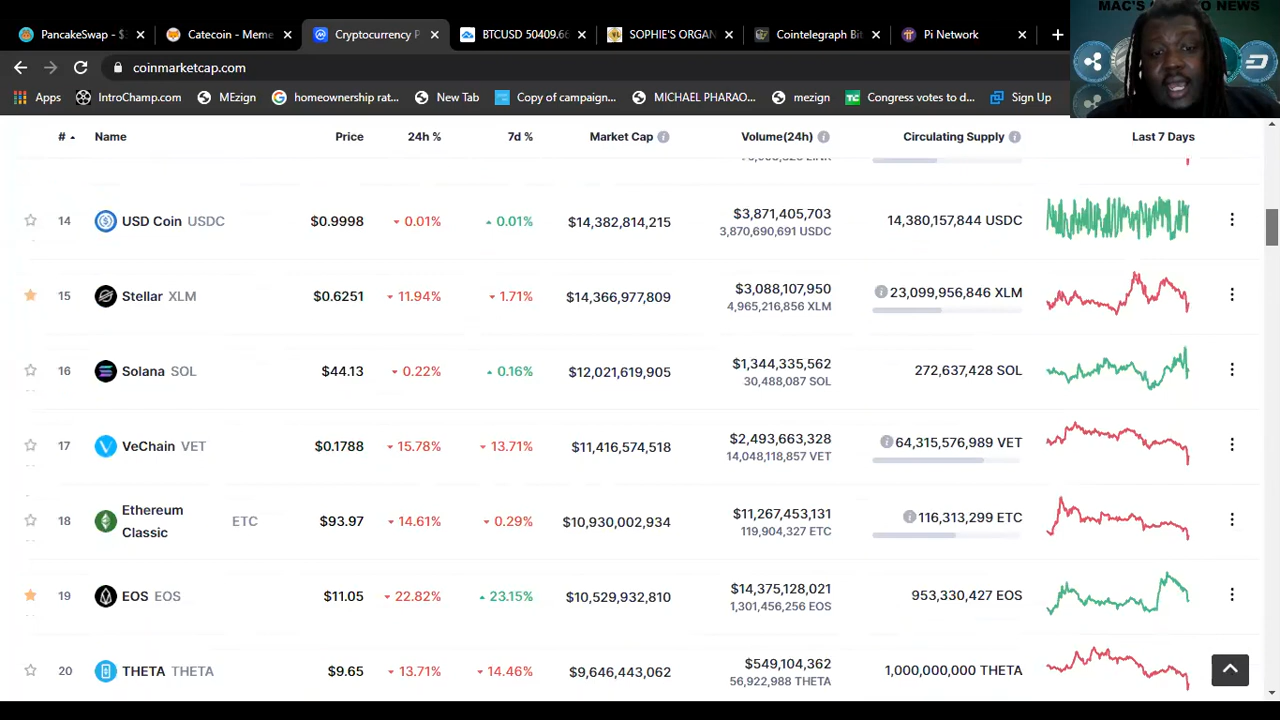 MAC'S CRYPTO NEWS
PancakeSwap - $
Catecoin - Meme
Cryptocurrency P
BTCUSD 50409.66
SOPHIE'S ORGAN
Cointelegraph Bit
Pi Network
coinmarketcap.com
Apps IntroChamp.com MEzign homeownership rat... New Tab Copy of campaign... MICHAEL PHARAO... mezign Congress votes to d... Sign Up
# Name Price 24h % 7d % Market Cap Volume(24h) Circulating Supply Last 7 Days
14 USD Coin USDC $0.9998 0.01% 0.01% $14,382,814,215 $3,871,405,703 14,380,157,844 USDC
3,870,690,691 USDC
15 Stellar XLM $0.6251 11.94% 1.71% $14,366,977,809 $3,088,107,950 23,099,956,846 XLM
4,965,216,856 XLM
16 Solana SOL $44.13 0.22% 0.16% $12,021,619,905 $1,344,335,562 272,637,428 SOL
30,488,087 SOL
17 VeChain VET $0.1788 15.78% 13.71% $11,416,574,518 $2,493,663,328 64,315,576,989 VET
14,048,118,857 VET
18 Ethereum Classic ETC $93.97 14.61% 0.29% $10,930,002,934 $11,267,453,131 116,313,299 ETC
119,904,327 ETC
19 EOS EOS $11.05 22.82% 23.15% $10,529,932,810 $14,375,128,021 953,330,427 EOS
1,301,456,256 EOS
20 THETA THETA $9.65 13.71% 14.46% $9,646,443,062 $549,104,362 1,000,000,000 THETA
56,922,988 THETA